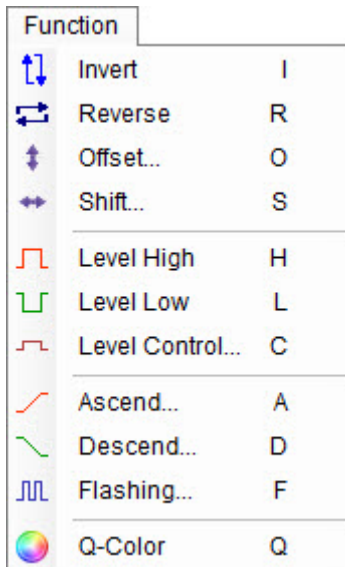 Function
Invert I
Reverse R
Offset... O
Shift... S
Level High H
Level Low L
Level Control... C
Ascend... A
Descend... D
Flashing... F
Q-Color Q